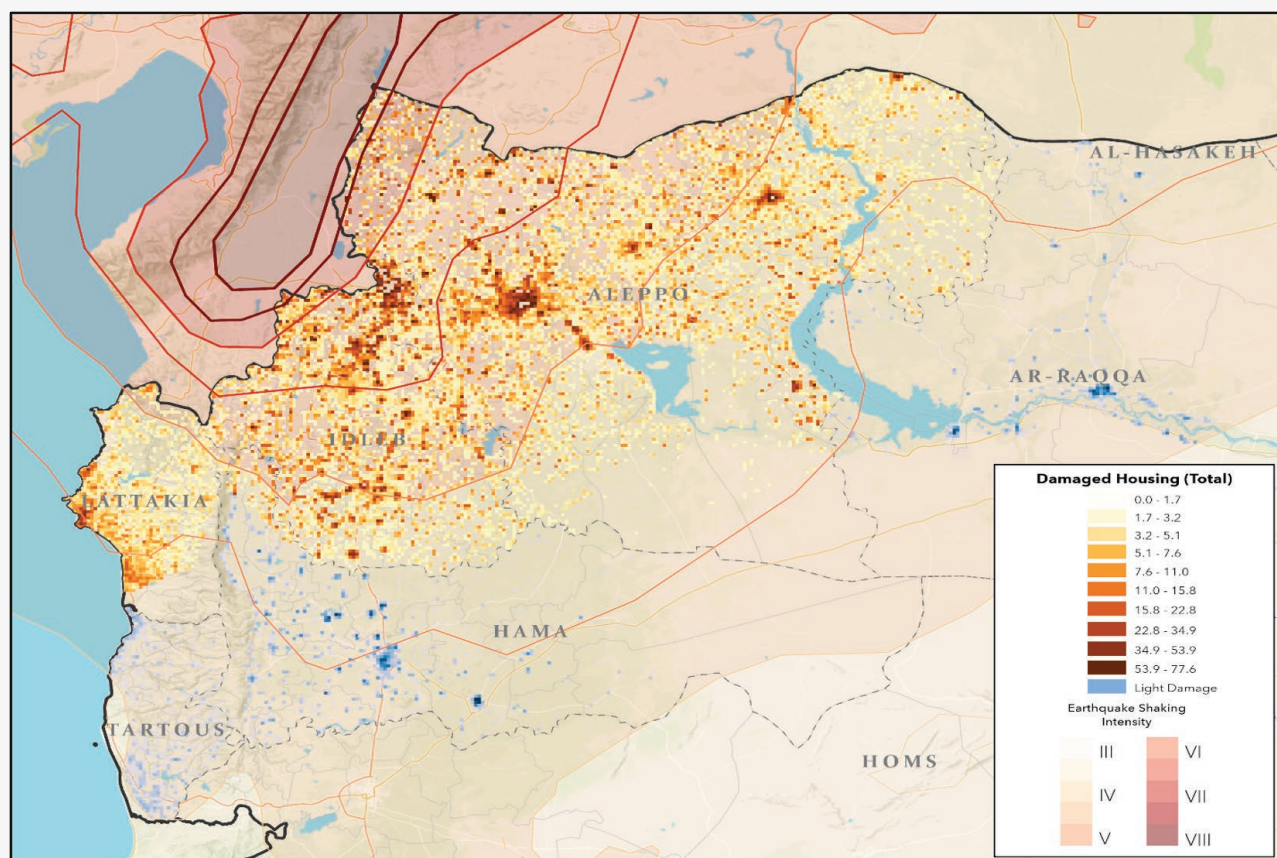 AL-HASAKEH
ALEPPO
AR-RAQQA
IDLEB
LATTAKIA
HAMA
TARTOUS
HOMS
Damaged Housing (Total)
0.0 - 1.7
1.7 - 3.2
3.2 - 5.1
5.1 - 7.6
7.6 - 11.0
11.0 - 15.8
15.8 - 22.8
22.8 - 34.9
34.9 - 53.9
53.9 - 77.6
Light Damage
Earthquake Shaking
Intensity
III
IV
V
VI
VII
VIII